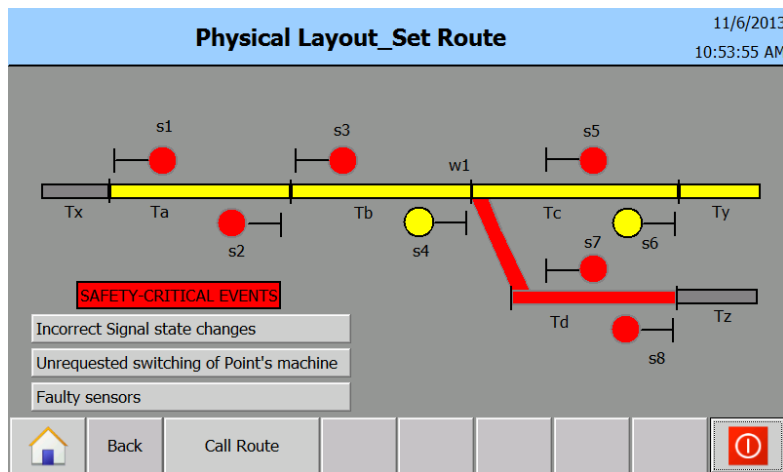 Physical Layout_Set Route
11/6/2013
10:53:55 AM
s1
s3
s5
w1
Tx
Ta
Tb
Tc
Ty
s2
s4
s6
s7
SAFETY-CRITICAL EVENTS
Td
Tz
Incorrect Signal state changes
s8
Unrequested switching of Point's machine
Faulty sensors
Back
Call Route